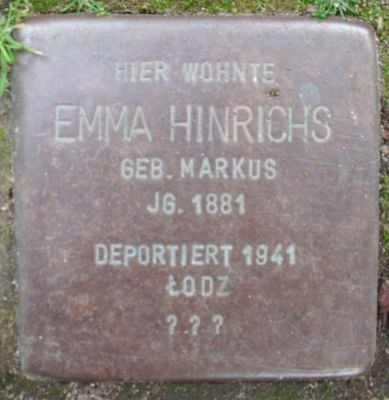 HIER WOHNTE
EMMA HINRICHS
GEB. MARKUS
JG. 1881
DEPORTIERT 1941
ŁODZ
? ? ?